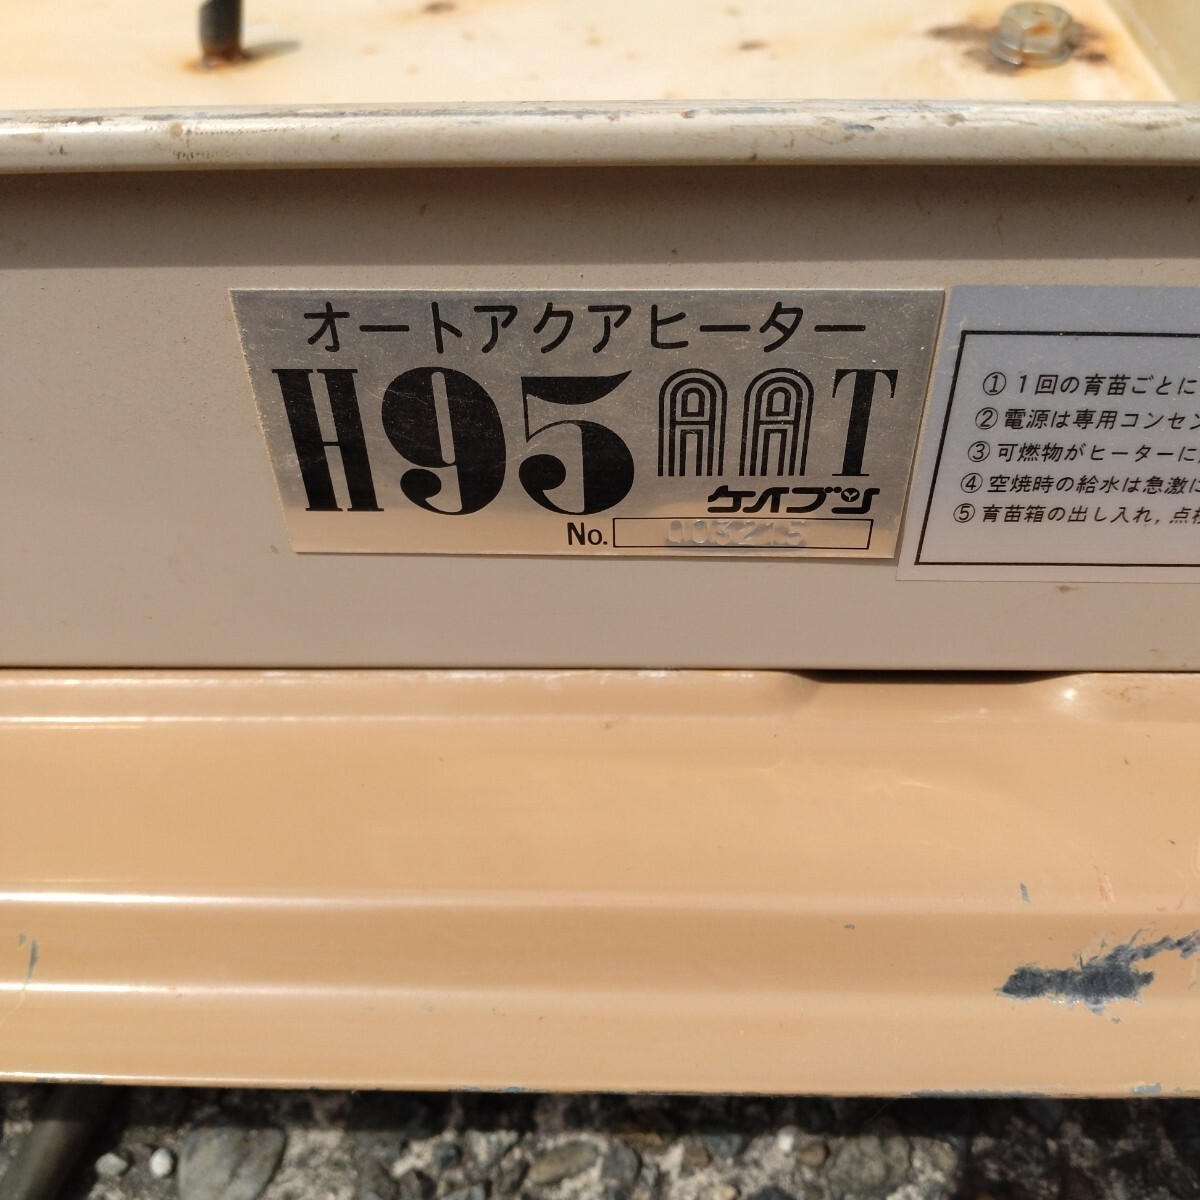 オートアクアヒーター
H95AAT
ケイブツ
No. 003215
① 1回の育苗ごとに
② 電源は専用コンセン
③ 可燃物がヒーターに
④ 空焼時の給水は急激に
⑤ 育苗箱の出し入れ, 点検